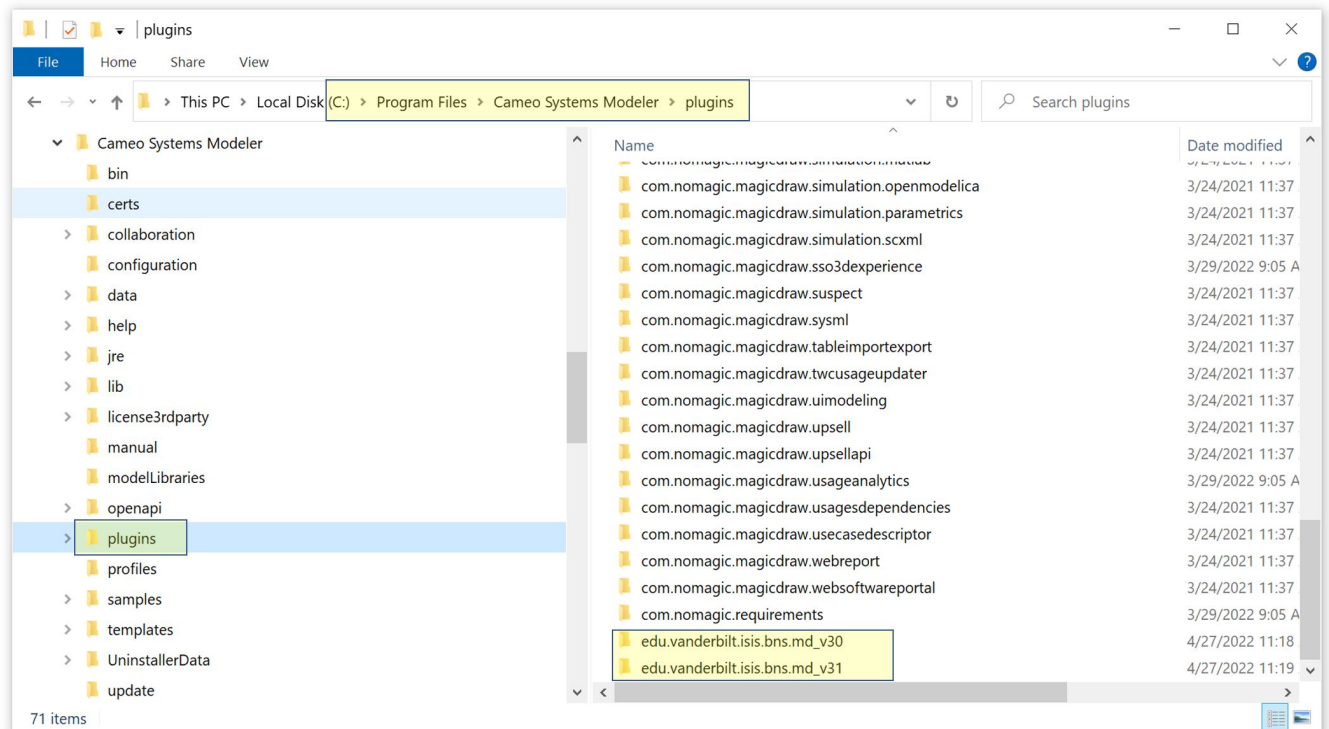 plugins
File Home Share View
This PC > Local Disk (C:) > Program Files > Cameo Systems Modeler > plugins Search plugins
Cameo Systems Modeler
bin
certs
collaboration
configuration
data
help
jre
lib
license3rdparty
manual
modelLibraries
openapi
plugins
profiles
samples
templates
UninstallerData
update
Name Date modified
com.nomagic.magicdraw.simulation.matlab 3/24/2021 11:37
com.nomagic.magicdraw.simulation.openmodelica 3/24/2021 11:37
com.nomagic.magicdraw.simulation.parametrics 3/24/2021 11:37
com.nomagic.magicdraw.simulation.scxml 3/24/2021 11:37
com.nomagic.magicdraw.sso3dexperience 3/29/2022 9:05 A
com.nomagic.magicdraw.suspect 3/24/2021 11:37
com.nomagic.magicdraw.sysml 3/24/2021 11:37
com.nomagic.magicdraw.tableimportexport 3/24/2021 11:37
com.nomagic.magicdraw.twcusageupdater 3/24/2021 11:37
com.nomagic.magicdraw.uimodeling 3/24/2021 11:37
com.nomagic.magicdraw.upsell 3/24/2021 11:37
com.nomagic.magicdraw.upsellapi 3/24/2021 11:37
com.nomagic.magicdraw.usageanalytics 3/29/2022 9:05 A
com.nomagic.magicdraw.usagesdependencies 3/24/2021 11:37
com.nomagic.magicdraw.usecasedescriptor 3/24/2021 11:37
com.nomagic.magicdraw.webreport 3/24/2021 11:37
com.nomagic.magicdraw.websoftwareportal 3/24/2021 11:37
com.nomagic.requirements 3/29/2022 9:05 A
edu.vanderbilt.isis.bns.md_v30 4/27/2022 11:18
edu.vanderbilt.isis.bns.md_v31 4/27/2022 11:19
71 items